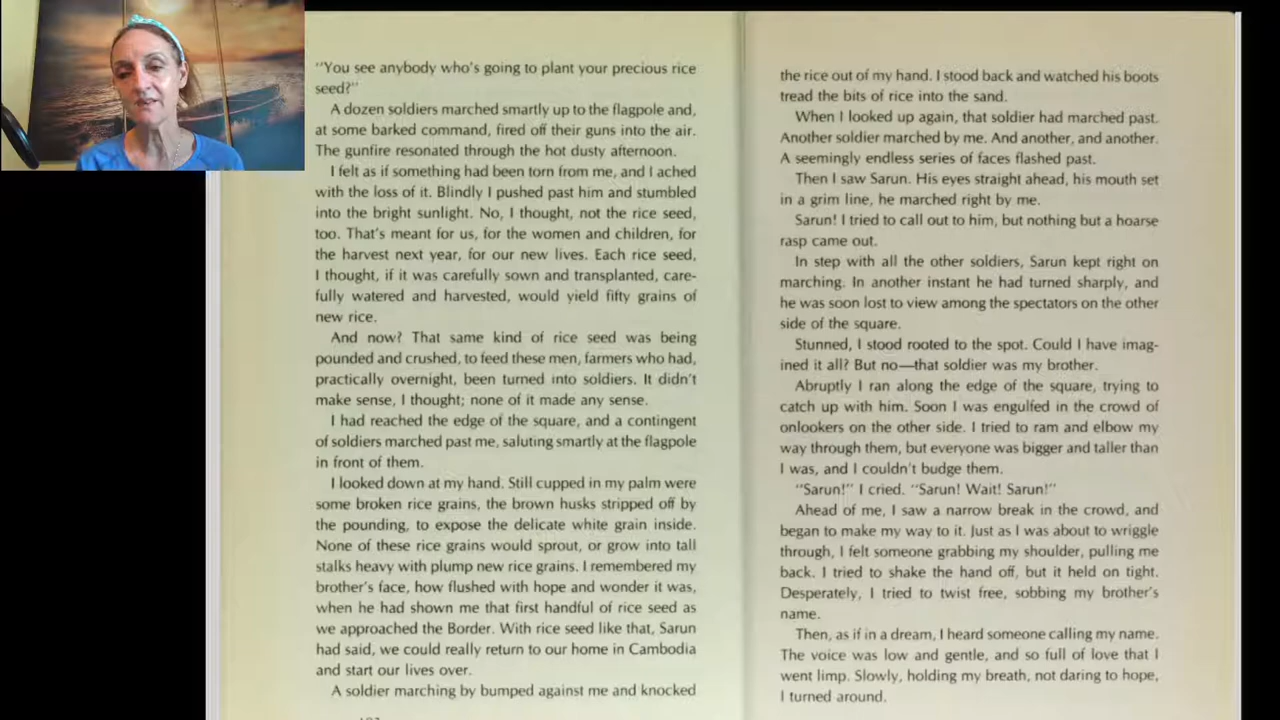 "You see anybody who's going to plant your precious rice
seed?"
A dozen soldiers marched smartly up to the flagpole and,
at some barked command, fired off their guns into the air.
The gunfire resonated through the hot dusty afternoon.
I felt as if something had been torn from me, and I ached
with the loss of it. Blindly I pushed past him and stumbled
into the bright sunlight. No, I thought, not the rice seed,
too. That's meant for us, for the women and children, for
the harvest next year, for our new lives. Each rice seed,
I thought, if it was carefully sown and transplanted, care-
fully watered and harvested, would yield fifty grains of
new rice.
And now? That same kind of rice seed was being
pounded and crushed, to feed these men, farmers who had,
practically overnight, been turned into soldiers. It didn't
make sense, I thought; none of it made any sense.
I had reached the edge of the square, and a contingent
of soldiers marched past me, saluting smartly at the flagpole
in front of them.
I looked down at my hand. Still cupped in my palm were
some broken rice grains, the brown husks stripped off by
the pounding, to expose the delicate white grain inside.
None of these rice grains would sprout, or grow into tall
stalks heavy with plump new rice grains. I remembered my
brother's face, how flushed with hope and wonder it was,
when he had shown me that first handful of rice seed as
we approached the Border. With rice seed like that, Sarun
had said, we could really return to our home in Cambodia
and start our lives over.
A soldier marching by bumped against me and knocked
the rice out of my hand. I stood back and watched his boots
tread the bits of rice into the sand.
When I looked up again, that soldier had marched past.
Another soldier marched by me. And another, and another.
A seemingly endless series of faces flashed past.
Then I saw Sarun. His eyes straight ahead, his mouth set
in a grim line, he marched right by me.
Sarun! I tried to call out to him, but nothing but a hoarse
rasp came out.
In step with all the other soldiers, Sarun kept right on
marching. In another instant he had turned sharply, and
he was soon lost to view among the spectators on the other
side of the square.
Stunned, I stood rooted to the spot. Could I have imag-
ined it all? But no—that soldier was my brother.
Abruptly I ran along the edge of the square, trying to
catch up with him. Soon I was engulfed in the crowd of
onlookers on the other side. I tried to ram and elbow my
way through them, but everyone was bigger and taller than
I was, and I couldn't budge them.
"Sarun!" I cried. "Sarun! Wait! Sarun!"
Ahead of me, I saw a narrow break in the crowd, and
began to make my way to it. Just as I was about to wriggle
through, I felt someone grabbing my shoulder, pulling me
back. I tried to shake the hand off, but it held on tight.
Desperately, I tried to twist free, sobbing my brother's
name.
Then, as if in a dream, I heard someone calling my name.
The voice was low and gentle, and so full of love that I
went limp. Slowly, holding my breath, not daring to hope,
I turned around.